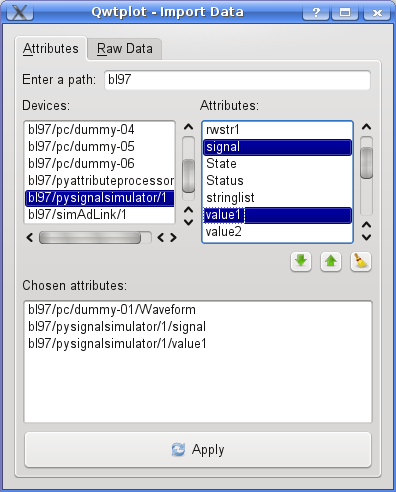 Qwtplot - Import Data
Attributes
Raw Data
Enter a path: bl97
Devices:
bl97/pc/dummy-04
bl97/pc/dummy-05
bl97/pc/dummy-06
bl97/pyattributeprocessor
bl97/pysignalsimulator/1
bl97/simAdLink/1
Attributes:
rwstr1
signal
State
Status
stringlist
value1
value2
Chosen attributes:
bl97/pc/dummy-01/Waveform
bl97/pysignalsimulator/1/signal
bl97/pysignalsimulator/1/value1
Apply